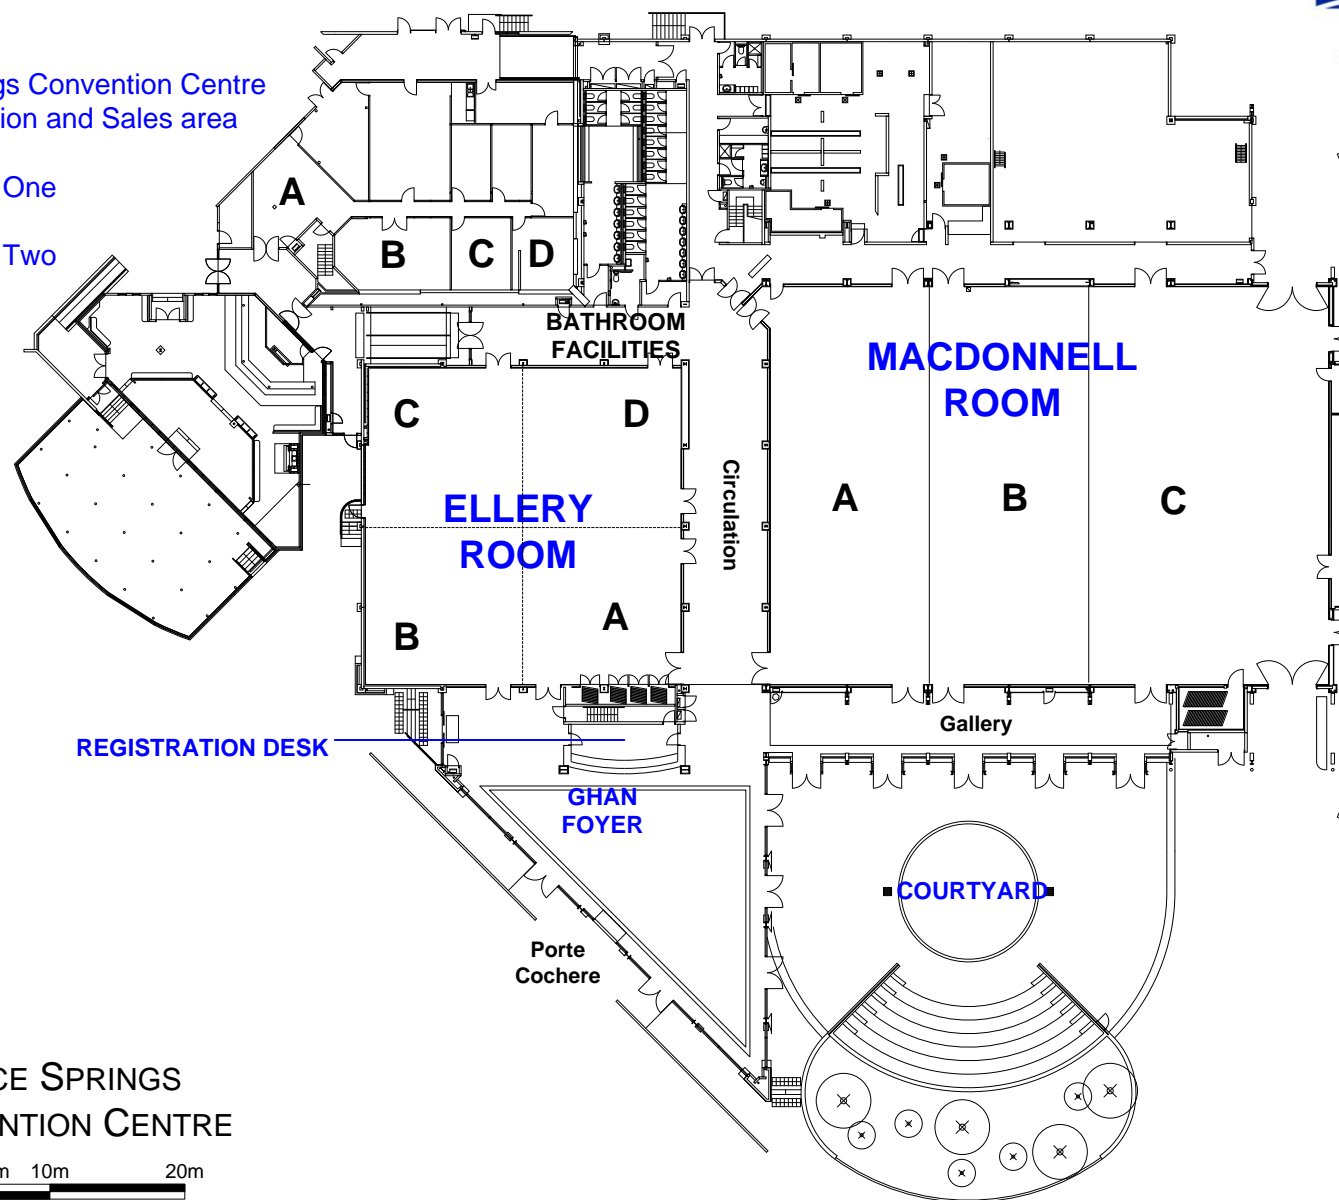 gs Convention Centre
ion and Sales area
One
Two
A
B
C
D
BATHROOM
FACILITIES
MACDONNELL
ROOM
C
D
ELLERY
ROOM
Circulation
A
B
C
B
A
Gallery
REGISTRATION DESK
GHAN
FOYER
COURTYARD
Porte
Cochere
CE SPRINGS
NTION CENTRE
m 10m 20m